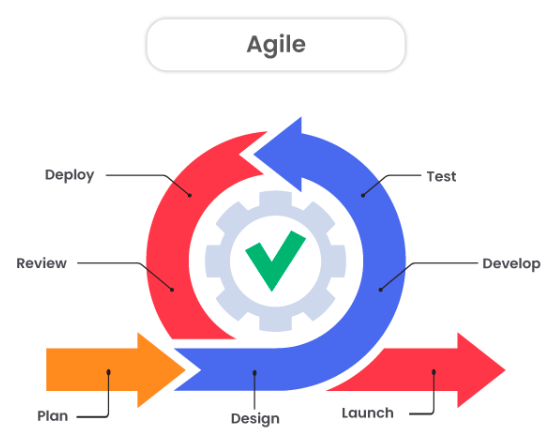 Agile
Deploy
Test
Review
Develop
Plan
Design
Launch